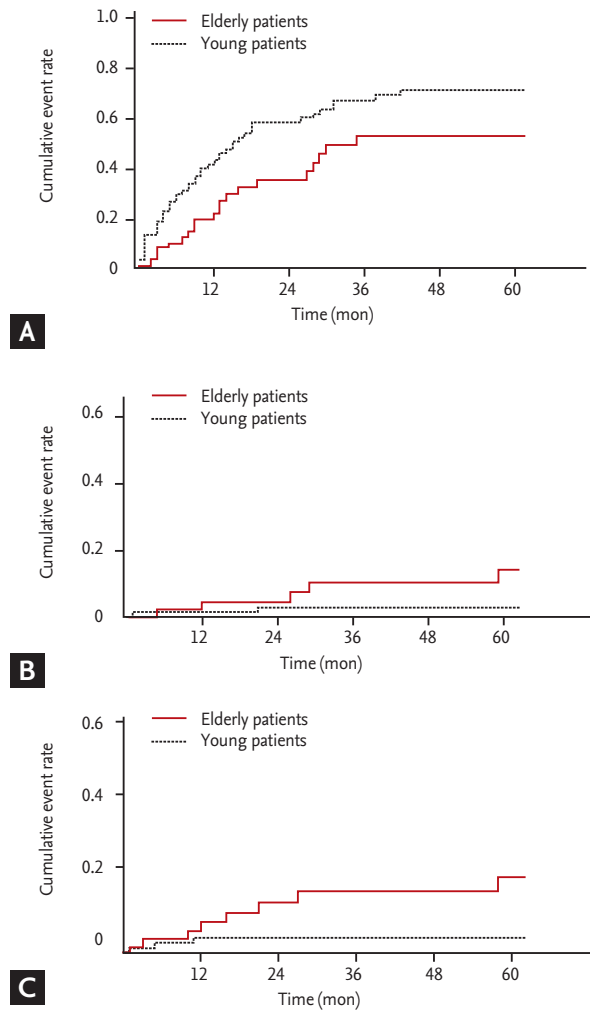 1.0
Elderly patients
Young patients
0.8
0.6
0.4
0.2
0
Cumulative event rate
12 24 36 48 60
Time (mon)
A
Elderly patients
Young patients
0.6
0.4
0.2
0
Cumulative event rate
12 24 36 48 60
Time (mon)
B
Elderly patients
Young patients
0.6
0.4
0.2
0
Cumulative event rate
12 24 36 48 60
Time (mon)
C